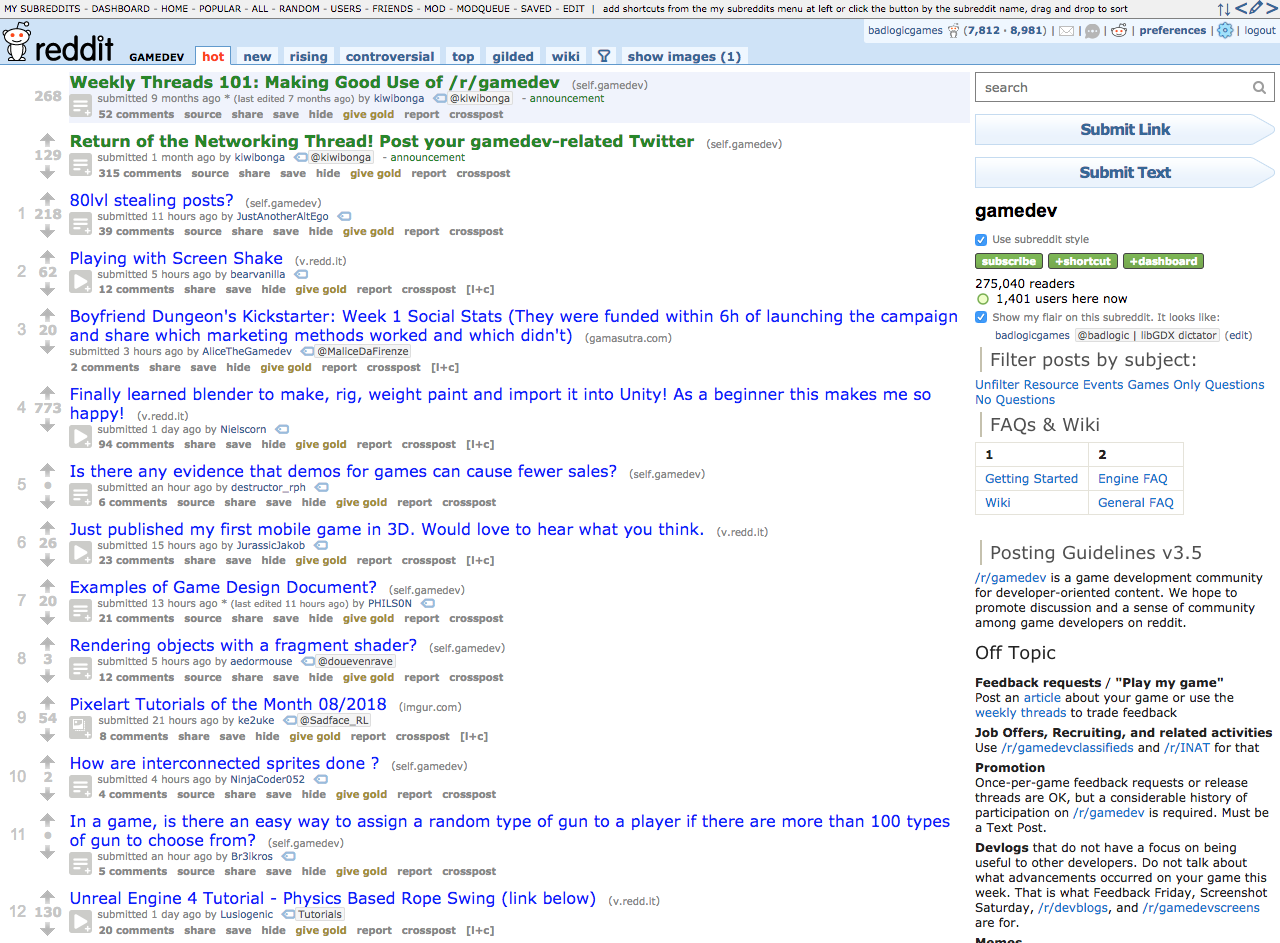 MY SUBREDDITS - DASHBOARD - HOME - POPULAR - ALL - RANDOM - USERS - FRIENDS - MOD - MODQUEUE - SAVED - EDIT | add shortcuts from the my subreddits menu at left or click the button by the subreddit name, drag and drop to sort
badlogicgames (7,812 · 8,981) | | | | preferences | | logout
reddit GAMEDEV hot new rising controversial top gilded wiki show images (1)
268
Weekly Threads 101: Making Good Use of /r/gamedev (self.gamedev)
submitted 9 months ago * (last edited 7 months ago) by kiwibonga @kiwibonga - announcement
52 comments source share save hide give gold report crosspost
129
Return of the Networking Thread! Post your gamedev-related Twitter (self.gamedev)
submitted 1 month ago by kiwibonga @kiwibonga - announcement
315 comments source share save hide give gold report crosspost
1 218
80lvl stealing posts? (self.gamedev)
submitted 11 hours ago by JustAnotherAltEgo
39 comments source share save hide give gold report crosspost
2 62
Playing with Screen Shake (v.redd.it)
submitted 5 hours ago by bearvanilla
12 comments share save hide give gold report crosspost [l+c]
3 20
Boyfriend Dungeon's Kickstarter: Week 1 Social Stats (They were funded within 6h of launching the campaign
and share which marketing methods worked and which didn't) (gamasutra.com)
submitted 3 hours ago by AliceTheGamedev @MaliceDaFirenze
2 comments share save hide give gold report crosspost [l+c]
4 773
Finally learned blender to make, rig, weight paint and import it into Unity! As a beginner this makes me so
happy! (v.redd.it)
submitted 1 day ago by Nielscorn
94 comments share save hide give gold report crosspost [l+c]
5 •
Is there any evidence that demos for games can cause fewer sales? (self.gamedev)
submitted an hour ago by destructor_rph
6 comments source share save hide give gold report crosspost
6 26
Just published my first mobile game in 3D. Would love to hear what you think. (v.redd.it)
submitted 15 hours ago by JurassicJakob
23 comments share save hide give gold report crosspost [l+c]
7 20
Examples of Game Design Document? (self.gamedev)
submitted 13 hours ago * (last edited 11 hours ago) by PHILSON
21 comments source share save hide give gold report crosspost
8 3
Rendering objects with a fragment shader? (self.gamedev)
submitted 5 hours ago by aedormouse @douevenrave
12 comments source share save hide give gold report crosspost
9 54
Pixelart Tutorials of the Month 08/2018 (imgur.com)
submitted 21 hours ago by ke2uke @Sadface_RL
8 comments share save hide give gold report crosspost [l+c]
10 2
How are interconnected sprites done ? (self.gamedev)
submitted 4 hours ago by NinjaCoder052
4 comments source share save hide give gold report crosspost
11 •
In a game, is there an easy way to assign a random type of gun to a player if there are more than 100 types
of gun to choose from? (self.gamedev)
submitted an hour ago by Br3ikros
5 comments source share save hide give gold report crosspost
12 130
Unreal Engine 4 Tutorial - Physics Based Rope Swing (link below) (v.redd.it)
submitted 1 day ago by Lusiogenic Tutorials
20 comments share save hide give gold report crosspost [l+c]
search
Submit Link
Submit Text
gamedev
Use subreddit style
subscribe +shortcut +dashboard
275,040 readers
1,401 users here now
Show my flair on this subreddit. It looks like:
badlogicgames @badlogic | libGDX dictator (edit)
Filter posts by subject:
Unfilter Resource Events Games Only Questions
No Questions
FAQs & Wiki
1 2
Getting Started Engine FAQ
Wiki General FAQ
Posting Guidelines v3.5
/r/gamedev is a game development community
for developer-oriented content. We hope to
promote discussion and a sense of community
among game developers on reddit.
Off Topic
Feedback requests / "Play my game"
Post an article about your game or use the
weekly threads to trade feedback
Job Offers, Recruiting, and related activities
Use /r/gamedevclassifieds and /r/INAT for that
Promotion
Once-per-game feedback requests or release
threads are OK, but a considerable history of
participation on /r/gamedev is required. Must be
a Text Post.
Devlogs that do not have a focus on being
useful to other developers. Do not talk about
what advancements occurred on your game this
week. That is what Feedback Friday, Screenshot
Saturday, /r/devblogs, and /r/gamedevscreens
are for.
Memes